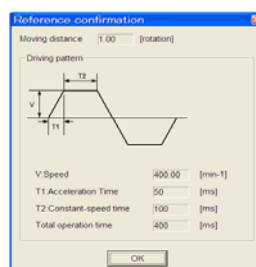 Reference confirmation
Moving distance 1.00 [rotation]
Driving pattern
T2
V
T1
V:Speed 400.00 [min-1]
T1:Acceleration Time 50 [ms]
T2:Constant-speed time 100 [ms]
Total operation time 400 [ms]
OK